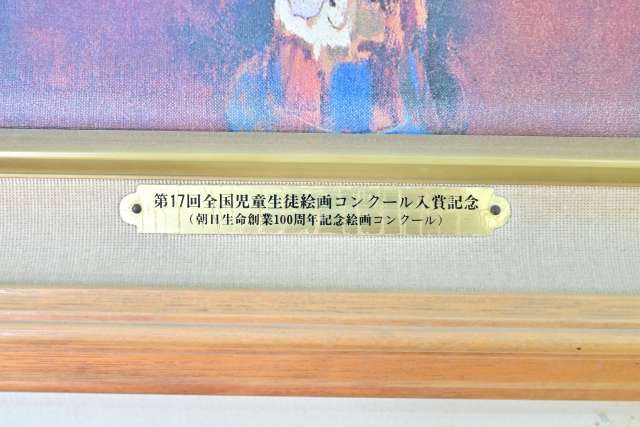 第17回全国児童生徒絵画コンクール入賞記念
（朝日生命創業100周年記念絵画コンクール）